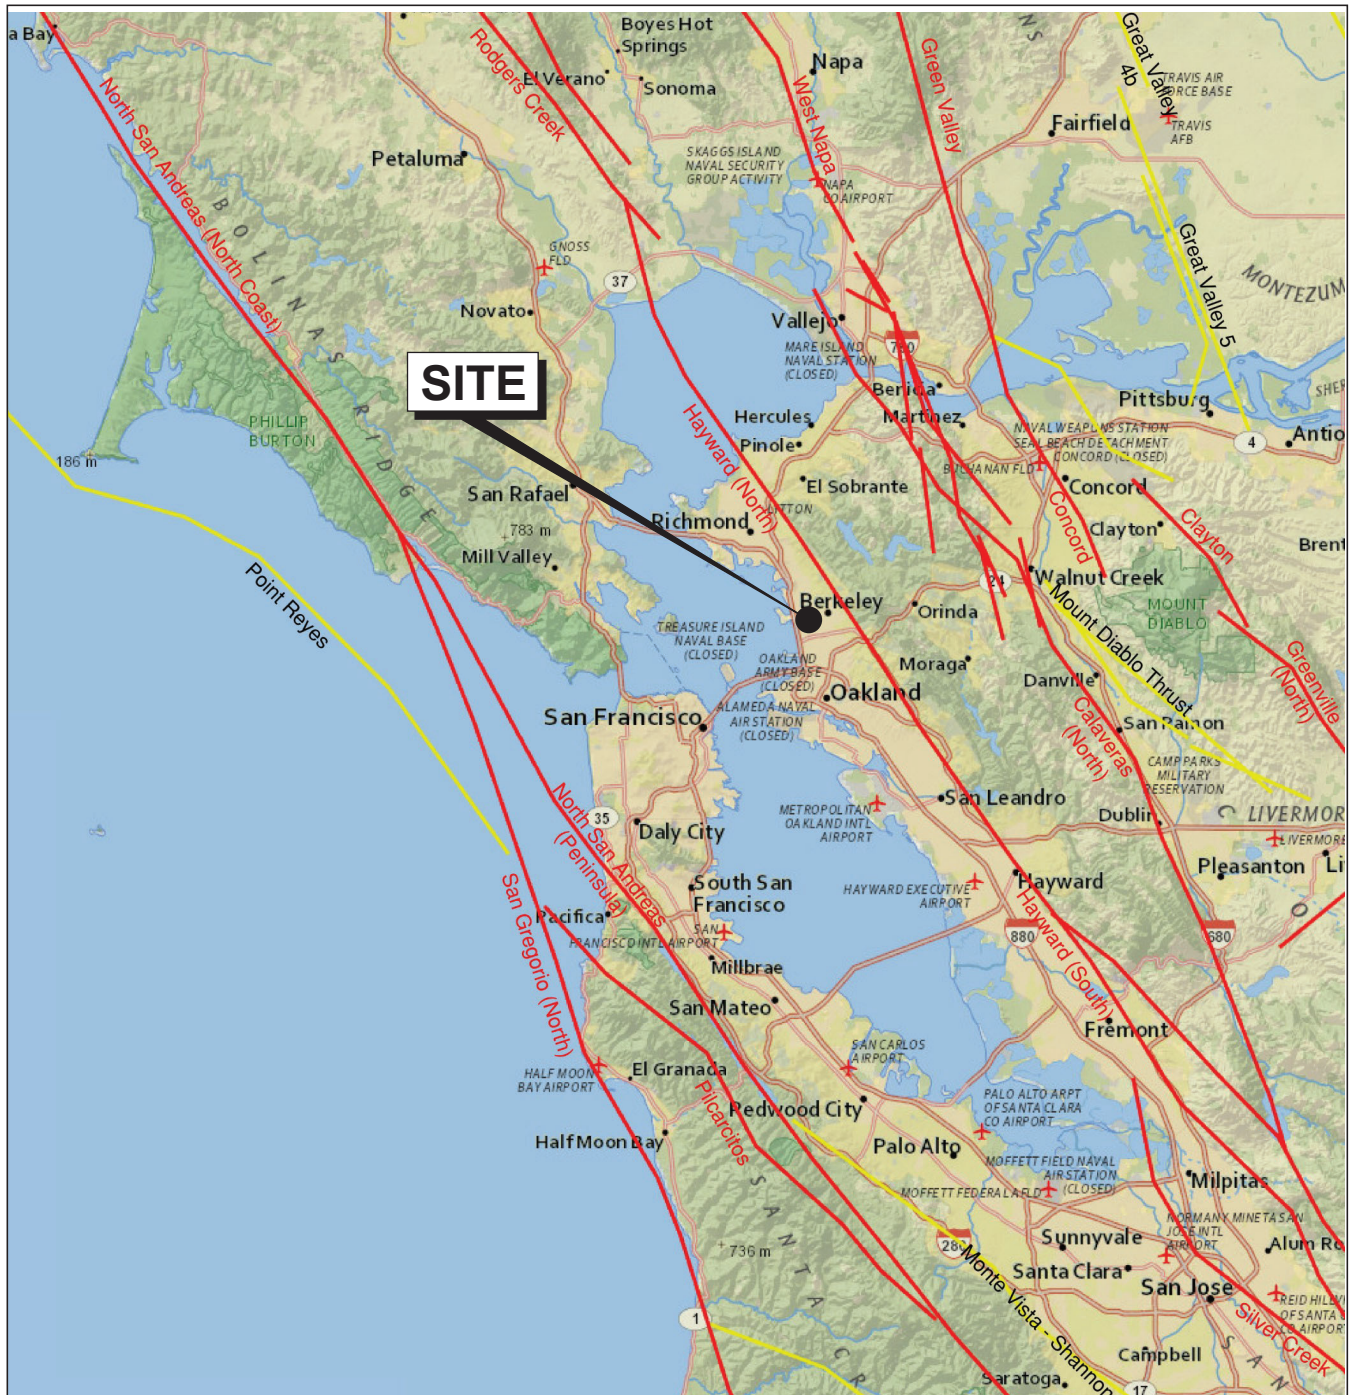 a Bay
Boyes Hot
Springs
El Verano
Sonoma
Rodgers Creek
Napa
West Napa
Green Valley
Great Valley
4b
TRAVIS AIR
FORCE BASE
TRAVIS
AFB
Fairfield
North San Andreas (North Coast)
Petaluma
SKAGGS ISLAND
NAVAL SECURITY
GROUP ACTIVITY
NAPA
CO AIRPORT
BOLINAS RIDGE
GNOSS
FLD
37
Great Valley 5
MONTEZUM
Novato
Vallejo
MARE ISLAND
NAVAL STATION
(CLOSED)
780
SITE
Benicia
Pittsburg
SHER
PHILLIP
BURTON
Hercules
Martinez
Pinole
NAVAL WEAPONS STATION
SEAL BEACH DETACHMENT
CONCORD (CLOSED)
4
Antio
186 m
Hayward (North)
BUCHANAN FLD
San Rafael
El Sobrante
Concord
Concord
LITTON
Richmond
783 m
Clayton
Clayton
Brent
Mill Valley
Point Reyes
24
Walnut Creek
Berkeley
Orinda
MOUNT
DIABLO
Mount Diablo Thrust
TREASURE ISLAND
NAVAL BASE
(CLOSED)
OAKLAND
ARMY BASE
(CLOSED)
Moraga
Danville
Greenville
(North)
Oakland
San Francisco
ALAMEDA NAVAL
AIR STATION
(CLOSED)
Calaveras
(North)
San Ramon
CAMP PARKS
MILITARY
RESERVATION
North San Andreas
(Peninsula)
35
Daly City
METROPOLITAN
OAKLAND INTL
AIRPORT
San Leandro
Dublin
LIVERMOR
LIVERMORE
Pleasanton
Li
San Gregorio (North)
South San
Francisco
HAYWARD EXECUTIVE
AIRPORT
Hayward
Pacifica
SAN
FRANCISCO INTL AIRPORT
880
680
Hayward (South)
Millbrae
San Mateo
Fremont
SAN CARLOS
AIRPORT
HALF MOON
BAY AIRPORT
El Granada
Pilcarcitos
Redwood City
PALO ALTO ARPT
OF SANTA CLARA
CO AIRPORT
Half Moon Bay
Palo Alto
MOFFETT FIELD NAVAL
AIR STATION
(CLOSED)
MOFFETT FEDERAL AFLD
Milpitas
NORMAN Y MINETA SAN
JOSE INTL
AIRPORT
736 m
280
Sunnyvale
Alum Ro
Monte Vista - Shannon
Santa Clara
San Jose
REID HILLVI
OF SANTA C
CO AIRPOR
Silver Creek
1
SANTA CR
Campbell
SAN
Saratoga
17